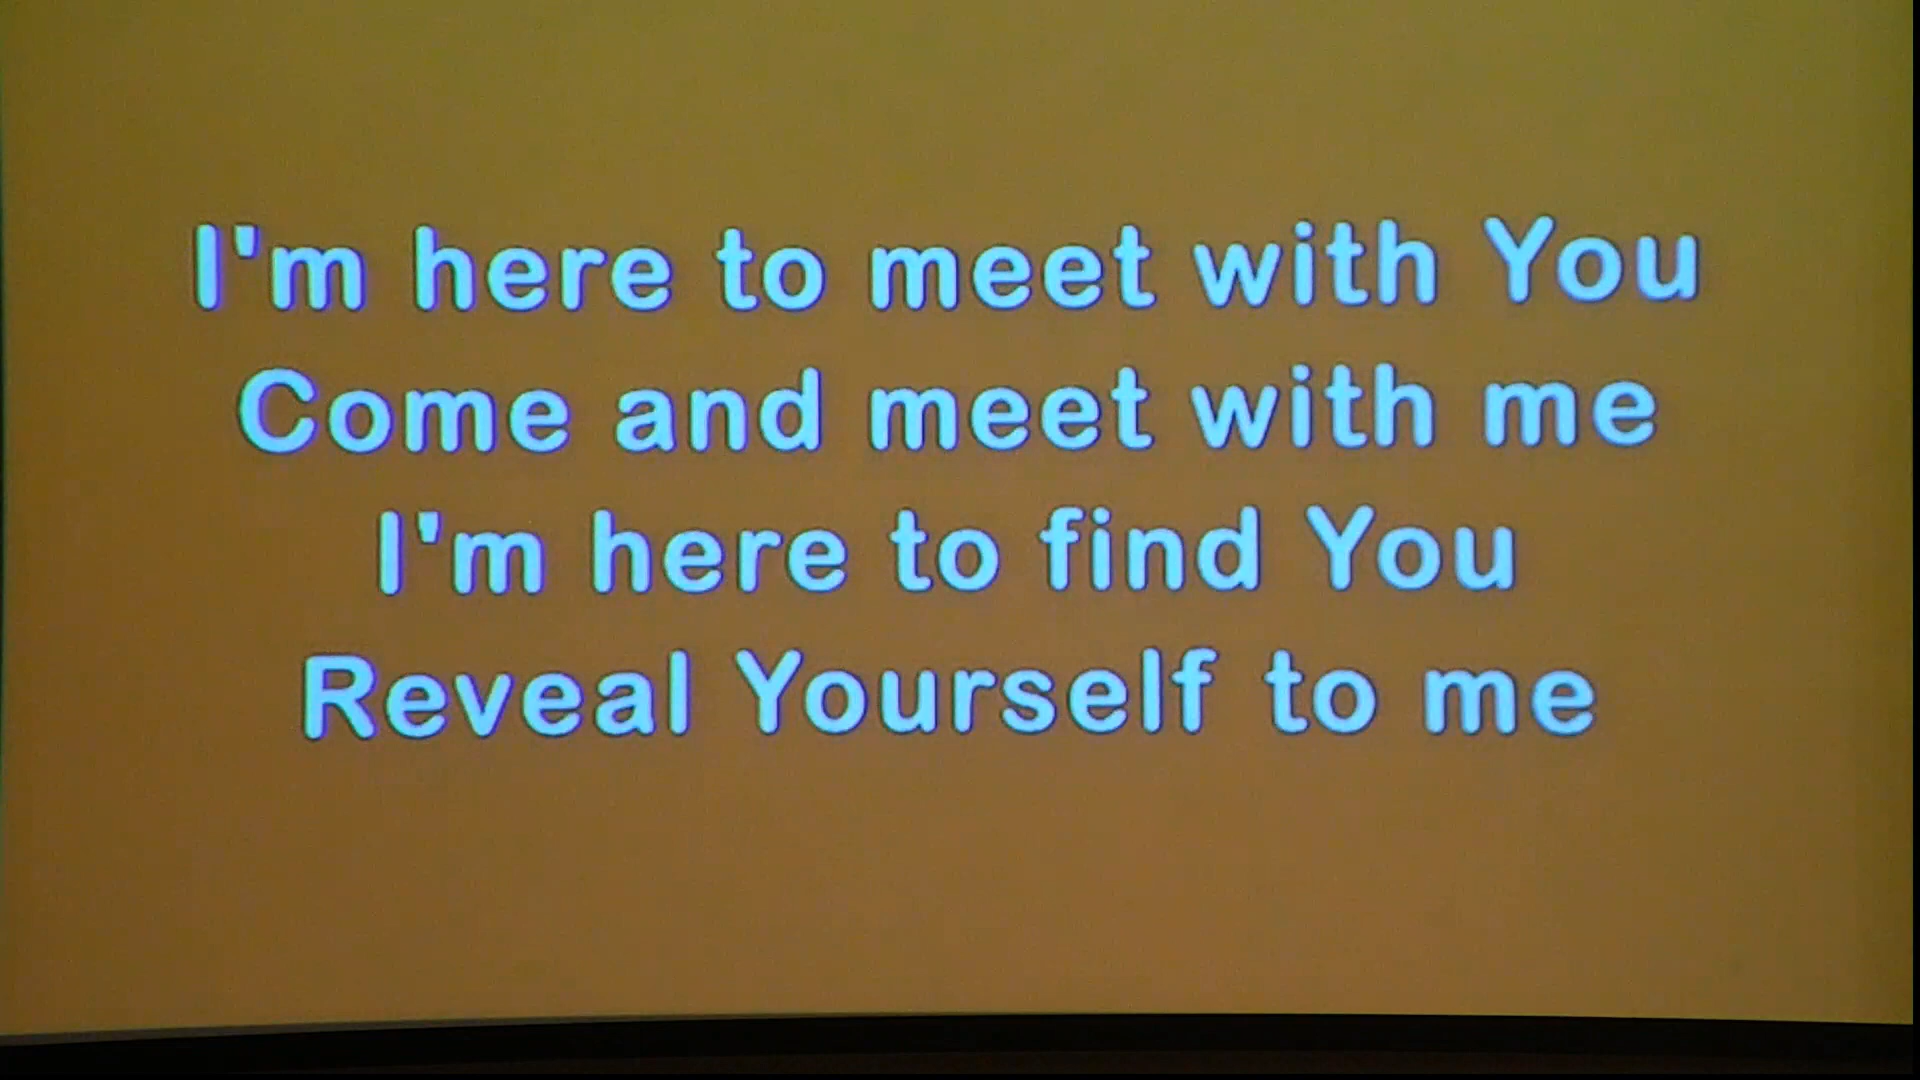 I'm here to meet with You
Come and meet with me
I'm here to find You
Reveal Yourself to me